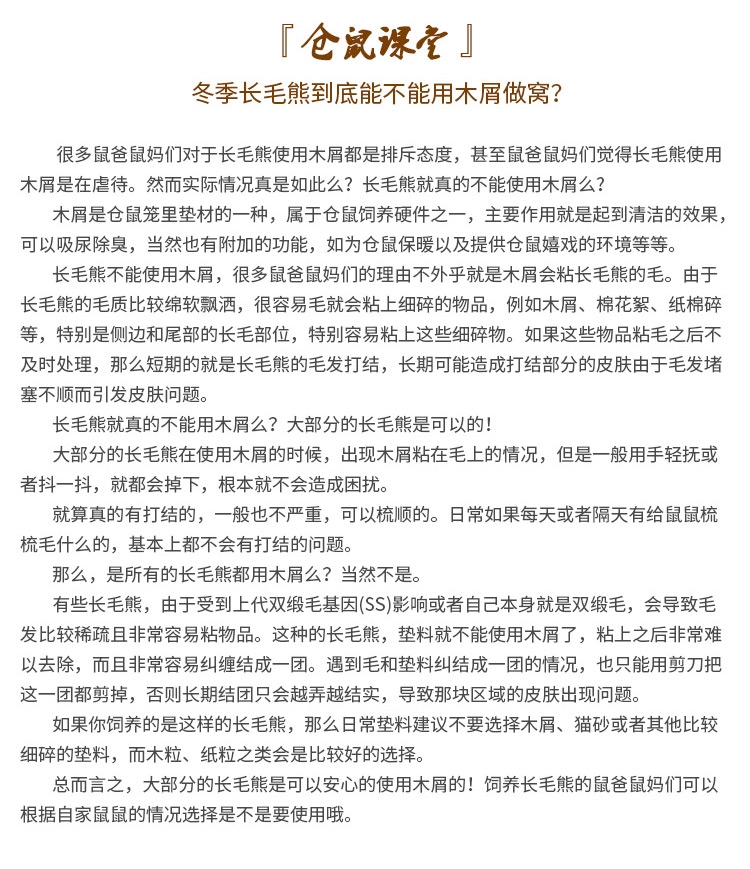 『仓鼠课堂』
冬季长毛熊到底能不能用木屑做窝？
很多鼠爸鼠妈们对于长毛熊使用木屑都是排斥态度，甚至鼠爸鼠妈们觉得长毛熊使用
木屑是在虐待。然而实际情况真是如此么？长毛熊就真的不能使用木屑么？
木屑是仓鼠笼里垫材的一种，属于仓鼠饲养硬件之一，主要作用就是起到清洁的效果，
可以吸尿除臭，当然也有附加的功能，如为仓鼠保暖以及提供仓鼠嬉戏的环境等等。
长毛熊不能使用木屑，很多鼠爸鼠妈们的理由不外乎就是木屑会粘长毛熊的毛。由于
长毛熊的毛质比较绵软飘洒，很容易毛就会粘上细碎的物品，例如木屑、棉花絮、纸棉碎
等，特别是侧边和尾部的长毛部位，特别容易粘上这些细碎物。如果这些物品粘毛之后不
及时处理，那么短期的就是长毛熊的毛发打结，长期可能造成打结部分的皮肤由于毛发堵
塞不顺而引发皮肤问题。
长毛熊就真的不能用木屑么？大部分的长毛熊是可以的！
大部分的长毛熊在使用木屑的时候，出现木屑粘在毛上的情况，但是一般用手轻抚或
者抖一抖，就都会掉下，根本就不会造成困扰。
就算真的有打结的，一般也不严重，可以梳顺的。日常如果每天或者隔天有给鼠鼠梳
梳毛什么的，基本上都不会有打结的问题。
那么，是所有的长毛熊都用木屑么？当然不是。
有些长毛熊，由于受到上代双缎毛基因(SS)影响或者自己本身就是双缎毛，会导致毛
发比较稀疏且非常容易粘物品。这种的长毛熊，垫料就不能使用木屑了，粘上之后非常难
以去除，而且非常容易纠缠结成一团。遇到毛和垫料纠结成一团的情况，也只能用剪刀把
这一团都剪掉，否则长期结团只会越弄越结实，导致那块区域的皮肤出现问题。
如果你饲养的是这样的长毛熊，那么日常垫料建议不要选择木屑、猫砂或者其他比较
细碎的垫料，而木粒、纸粒之类会是比较好的选择。
总而言之，大部分的长毛熊是可以安心的使用木屑的！饲养长毛熊的鼠爸鼠妈们可以
根据自家鼠鼠的情况选择是不是要使用哦。